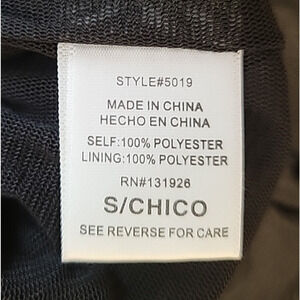 STYLE#5019
MADE IN CHINA
HECHO EN CHINA
SELF:100% POLYESTER
LINING:100% POLYESTER
RN#131926
S/CHICO
SEE REVERSE FOR CARE